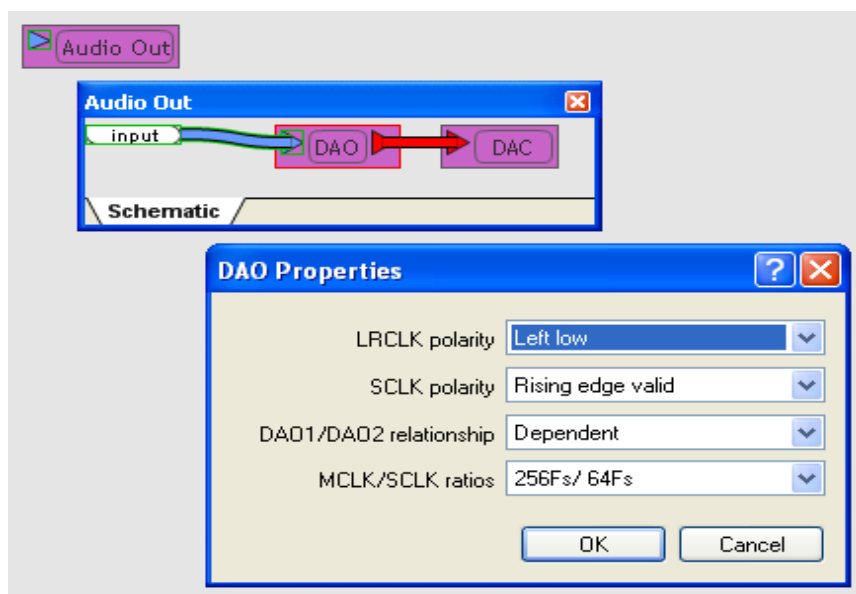 Audio Out
Audio Out
input
DAO
DAC
Schematic
DAO Properties
LRCLK polarity Left low
SCLK polarity Rising edge valid
DAO1/DAO2 relationship Dependent
MCLK/SCLK ratios 256Fs/ 64Fs
OK Cancel